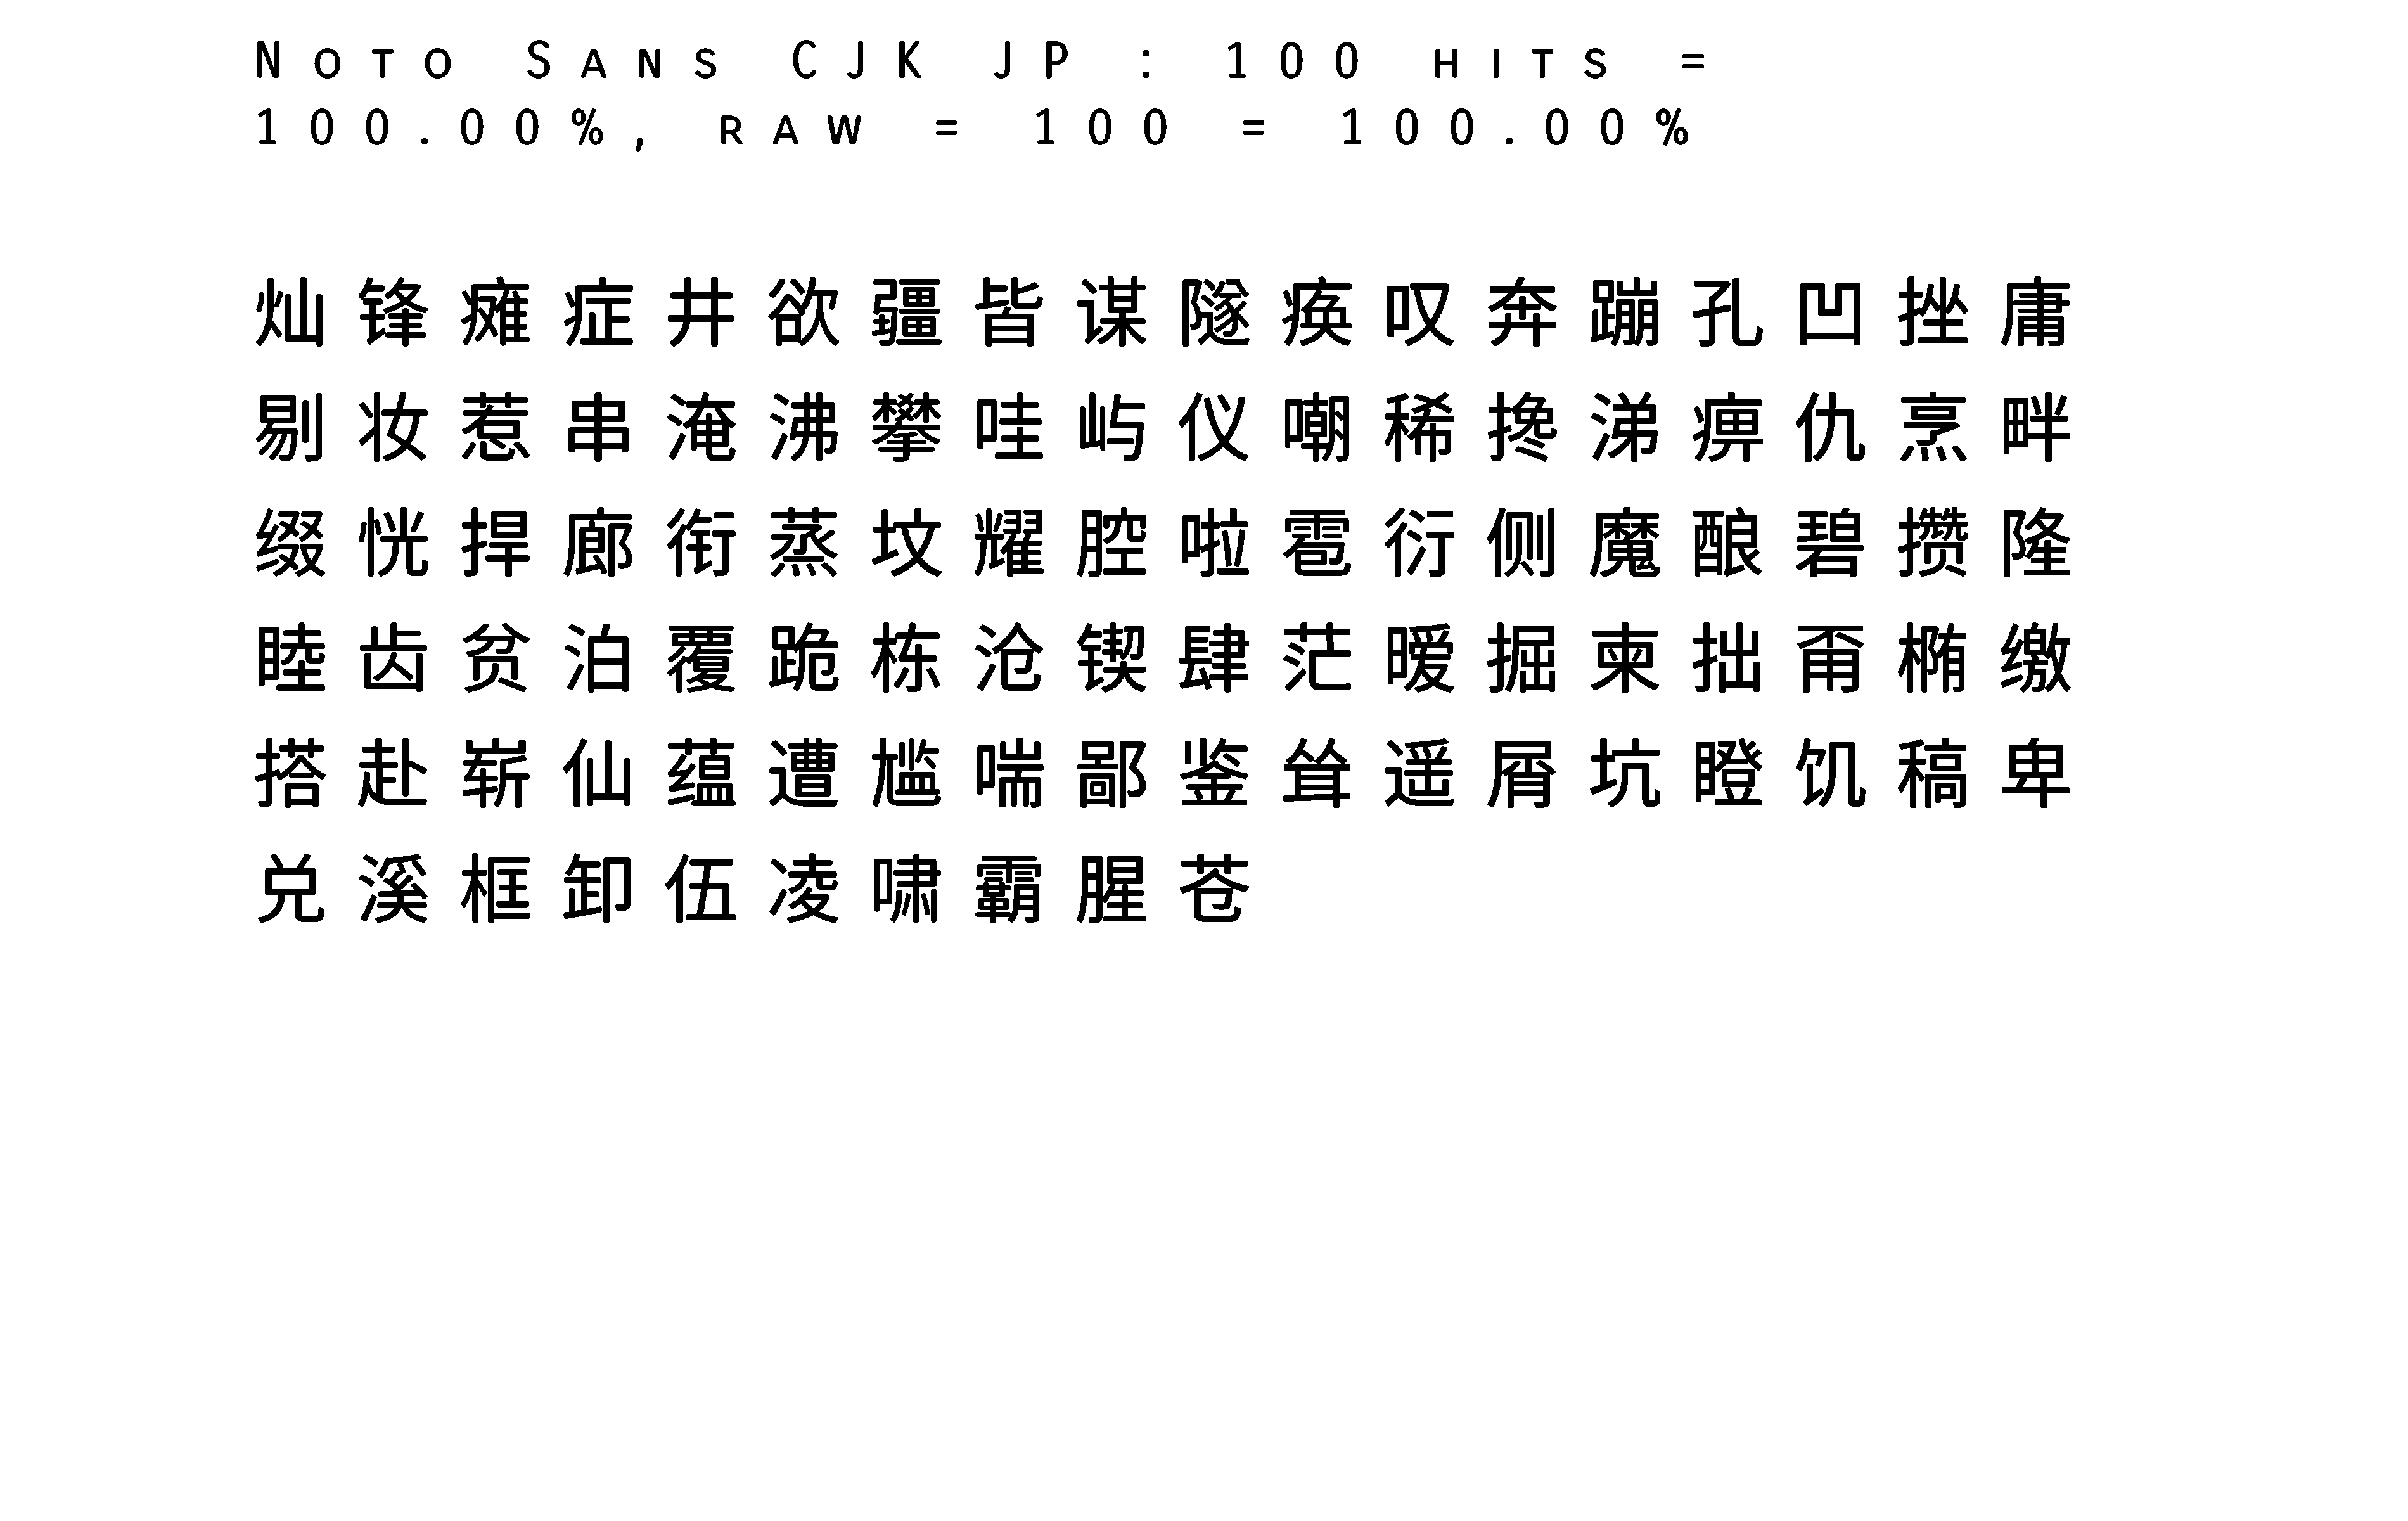 Noto Sans CJK JP : 100 hits =
100.00%, raw = 100 = 100.00%
灿锋瘫症井欲疆皆谋隧痪叹奔蹦孔凹挫庸
剔妆惹串淹沸攀哇屿仪嘲稀搀涕痹仇烹畔
缀恍捍廊衔蒸坟耀腔啦雹衍侧魔酿碧攒隆
睦齿贫泊覆跪栋沧锲肆茫暧掘柬拙甭椭缴
搭赴崭仙蕴遭尴喘鄙鉴耸遥屑坑瞪饥稿卑
兑溪框卸伍凌啸霸腥苍